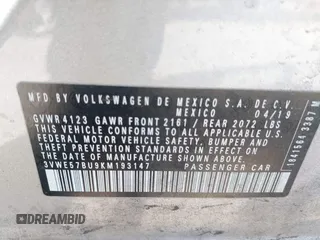 MFD. BY VOLKSWAGEN DE MEXICO S.A. DE C.V.
MEXICO 04/19
GVWR 4123 GAWR FRONT 2161 / REAR 2072 LBS
THIS VEHICLE CONFORMS TO ALL APPLICABLE U.S.
FEDERAL MOTOR VEHICLE SAFETY, BUMPER AND
THEFT PREVENTION STANDARDS IN EFFECT ON THE
DATE OF MANUFACTURE SHOWN ABOVE.
3VWE57BU9KM193147 PASSENGER CAR